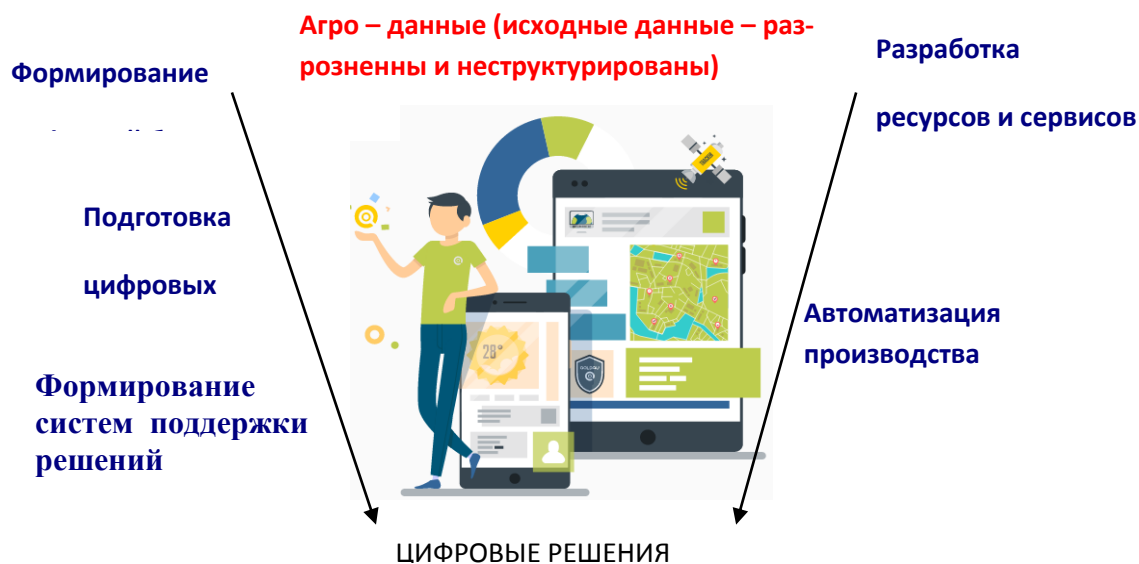 Агро – данные (исходные данные – раз-
розненны и неструктурированы)
Формирование
Подготовка
цифровых
Формирование
систем поддержки
решений
Разработка
ресурсов и сервисов
Автоматизация
производства
28°
ЦИФРОВЫЕ РЕШЕНИЯ